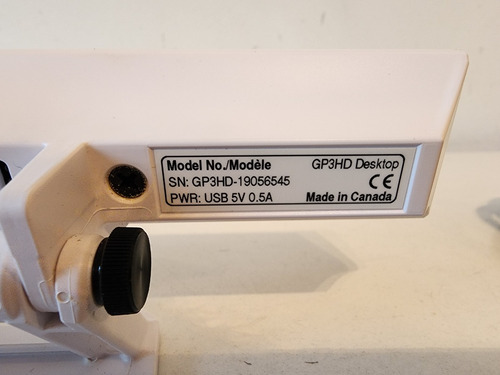 Model No./Modèle GP3HD Desktop
SN: GP3HD-19056545 CE
PWR: USB 5V 0.5A Made in Canada